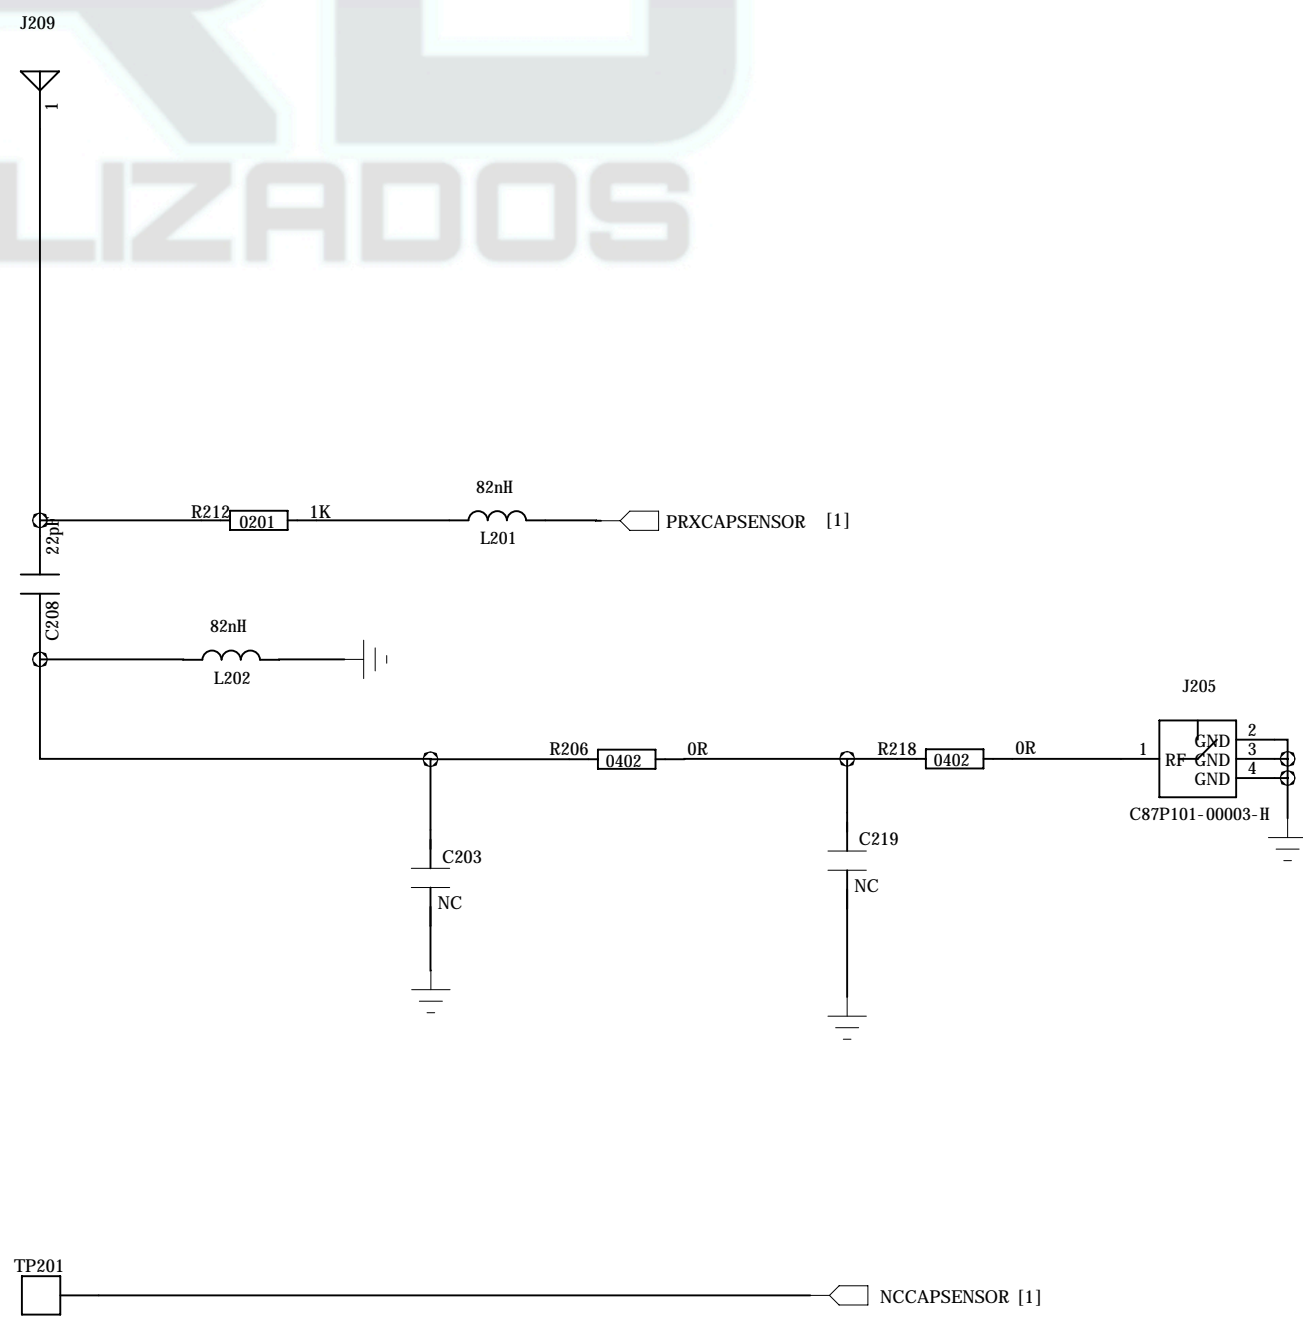 J209
1
LIZADOS
82nH
R212 0201 1K
L201
PRXCAPSENSOR [1]
22pF
C208
82nH
L202
J205
R206 0402 0R
R218 0402 0R
1
RF
GND 2
GND 3
GND 4
C87P101-00003-H
C203
NC
C219
NC
TP201
NCCAPSENSOR [1]